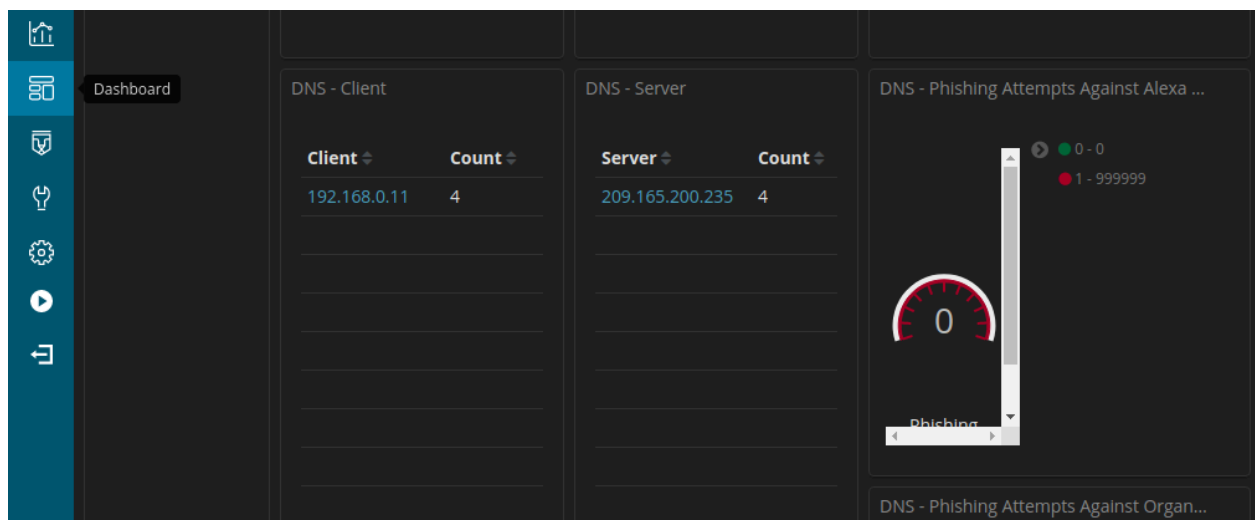 Dashboard
DNS - Client
Client Count
192.168.0.11 4
DNS - Server
Server Count
209.165.200.235 4
DNS - Phishing Attempts Against Alexa ...
0 - 0
1 - 999999
0
Phishing
DNS - Phishing Attempts Against Organ...